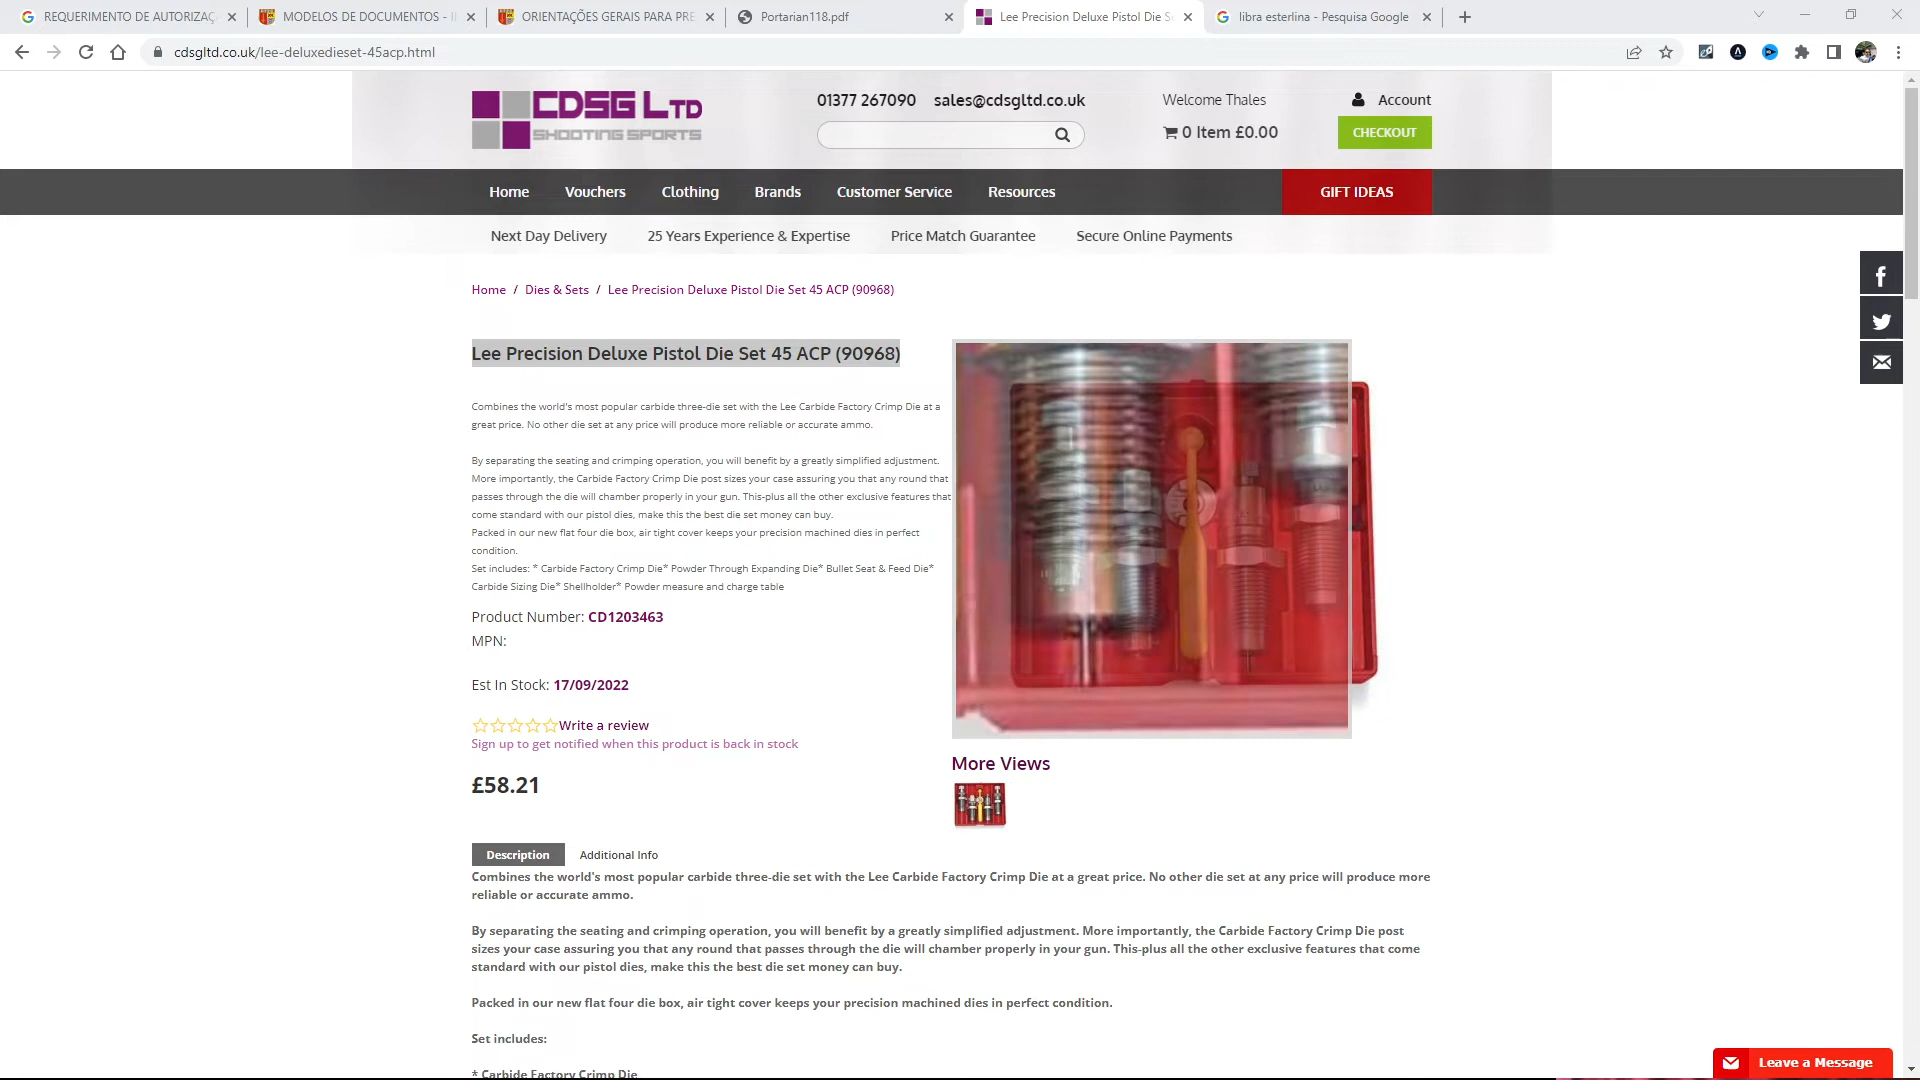 REQUERIMENTO DE AUTORIZAÇ
MODELOS DE DOCUMENTOS - II
ORIENTAÇÕES GERAIS PARA PRE
Portarian118.pdf
Lee Precision Deluxe Pistol Die S
libra esterlina - Pesquisa Google
cdsgltd.co.uk/lee-deluxedieset-45acp.html
CDSG LTD
SHOOTING SPORTS
01377 267090 sales@cdsgltd.co.uk
Welcome Thales
Account
0 Item £0.00
CHECKOUT
Home Vouchers Clothing Brands Customer Service Resources GIFT IDEAS
Next Day Delivery 25 Years Experience & Expertise Price Match Guarantee Secure Online Payments
Home / Dies & Sets / Lee Precision Deluxe Pistol Die Set 45 ACP (90968)
Lee Precision Deluxe Pistol Die Set 45 ACP (90968)
Combines the world's most popular carbide three-die set with the Lee Carbide Factory Crimp Die at a
great price. No other die set at any price will produce more reliable or accurate ammo.
By separating the seating and crimping operation, you will benefit by a greatly simplified adjustment.
More importantly, the Carbide Factory Crimp Die post sizes your case assuring you that any round that
passes through the die will chamber properly in your gun. This-plus all the other exclusive features that
come standard with our pistol dies, make this the best die set money can buy.
Packed in our new flat four die box, air tight cover keeps your precision machined dies in perfect
condition.
Set includes: * Carbide Factory Crimp Die* Powder Through Expanding Die* Bullet Seat & Feed Die*
Carbide Sizing Die* Shellholder* Powder measure and charge table
Product Number: CD1203463
MPN:
Est In Stock: 17/09/2022
Write a review
Sign up to get notified when this product is back in stock
£58.21
More Views
Description Additional Info
Combines the world's most popular carbide three-die set with the Lee Carbide Factory Crimp Die at a great price. No other die set at any price will produce more
reliable or accurate ammo.
By separating the seating and crimping operation, you will benefit by a greatly simplified adjustment. More importantly, the Carbide Factory Crimp Die post
sizes your case assuring you that any round that passes through the die will chamber properly in your gun. This-plus all the other exclusive features that come
standard with our pistol dies, make this the best die set money can buy.
Packed in our new flat four die box, air tight cover keeps your precision machined dies in perfect condition.
Set includes:
* Carbide Factory Crimp Die
Leave a Message